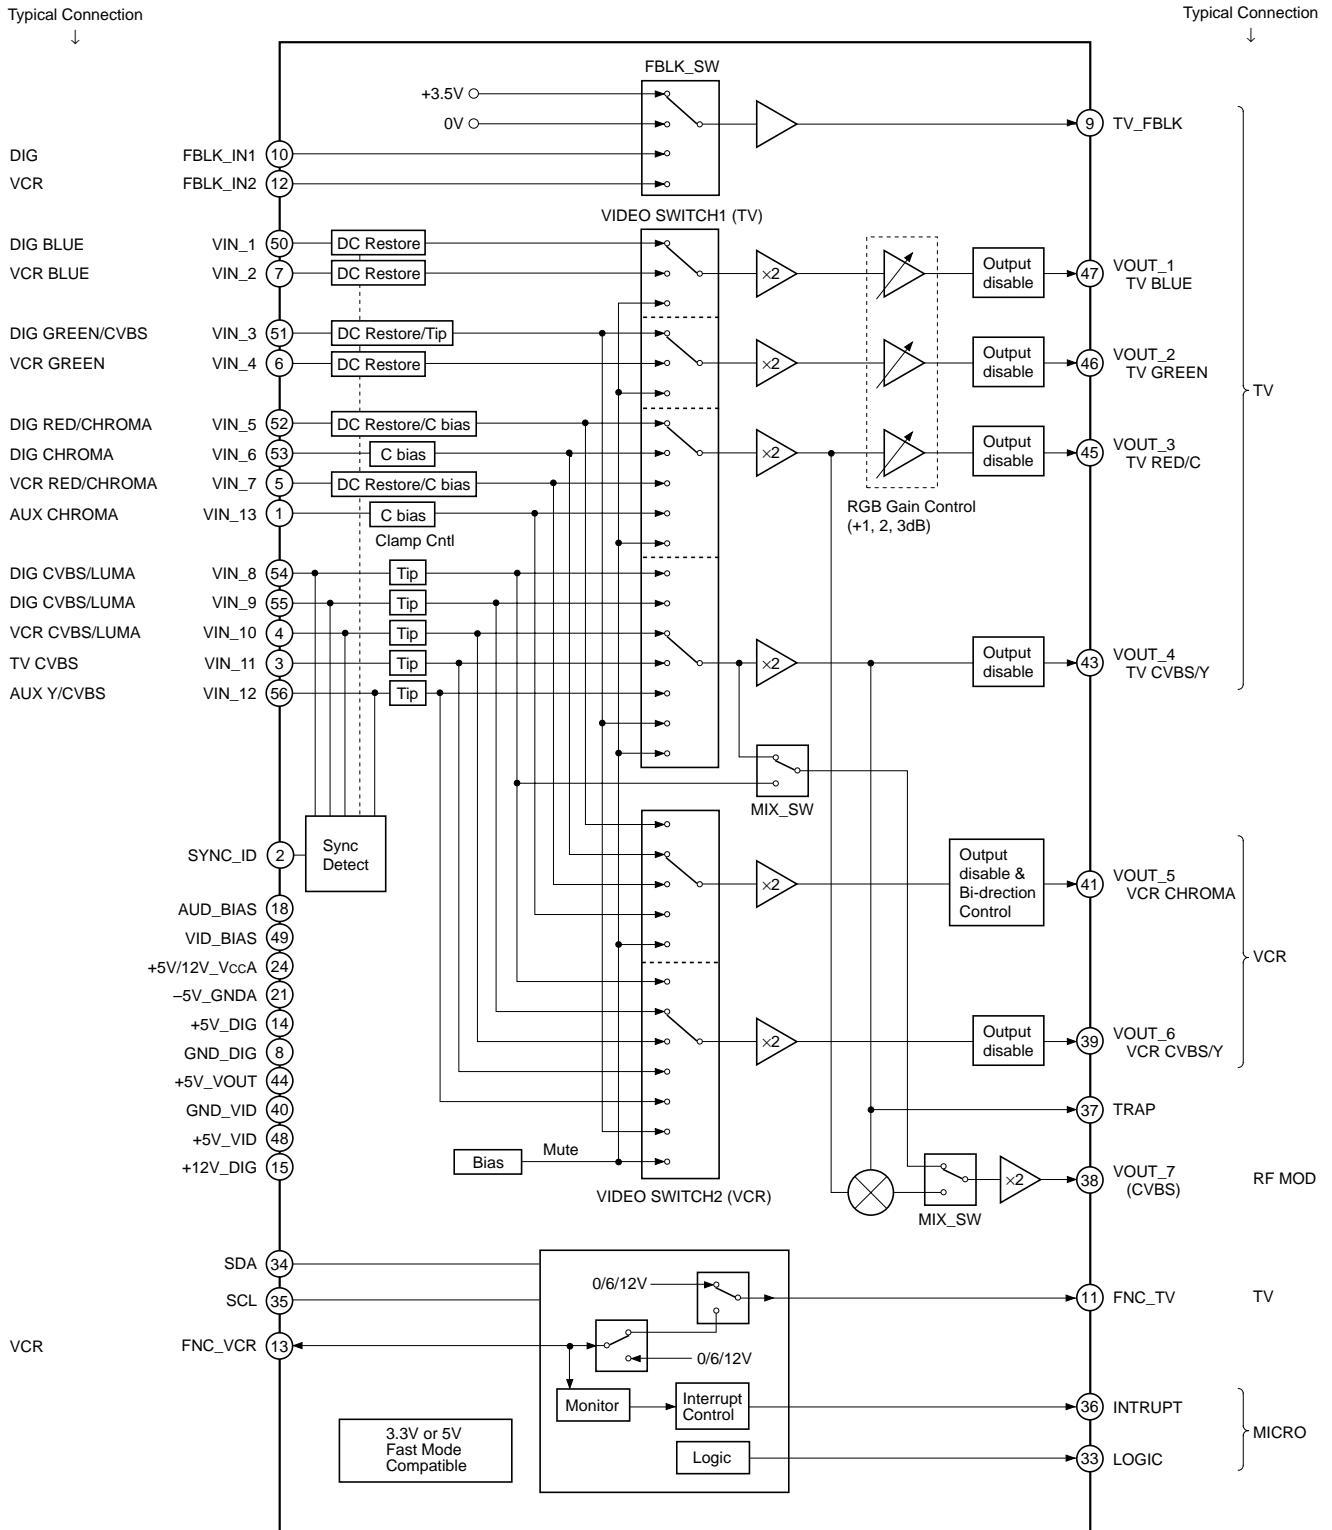 Typical Connection
↓
Typical Connection
↓
FBLK_SW
+3.5V
0V
9 TV_FBLK
DIG FBLK_IN1 10
VCR FBLK_IN2 12
VIDEO SWITCH1 (TV)
DIG BLUE VIN_1 50 DC Restore
VCR BLUE VIN_2 7 DC Restore
×2
Output
disable
47 VOUT_1
TV BLUE
DIG GREEN/CVBS VIN_3 51 DC Restore/Tip
VCR GREEN VIN_4 6 DC Restore
×2
Output
disable
46 VOUT_2
TV GREEN
TV
DIG RED/CHROMA VIN_5 52 DC Restore/C bias
DIG CHROMA VIN_6 53 C bias
VCR RED/CHROMA VIN_7 5 DC Restore/C bias
AUX CHROMA VIN_13 1 C bias
Clamp Cntl
×2
Output
disable
45 VOUT_3
TV RED/C
RGB Gain Control
(+1, 2, 3dB)
DIG CVBS/LUMA VIN_8 54 Tip
DIG CVBS/LUMA VIN_9 55 Tip
VCR CVBS/LUMA VIN_10 4 Tip
TV CVBS VIN_11 3 Tip
AUX Y/CVBS VIN_12 56 Tip
×2
Output
disable
43 VOUT_4
TV CVBS/Y
MIX_SW
SYNC_ID 2
Sync
Detect
×2
Output
disable &
Bi-drection
Control
41 VOUT_5
VCR CHROMA
VCR
AUD_BIAS 18
VID_BIAS 49
+5V/12V_VccA 24
–5V_GNDA 21
+5V_DIG 14
GND_DIG 8
+5V_VOUT 44
GND_VID 40
+5V_VID 48
+12V_DIG 15
×2
Output
disable
39 VOUT_6
VCR CVBS/Y
37 TRAP
Bias
Mute
VIDEO SWITCH2 (VCR)
MIX_SW
×2
38 VOUT_7
(CVBS)
RF MOD
SDA 34
SCL 35
0/6/12V
11 FNC_TV TV
VCR FNC_VCR 13
0/6/12V
Monitor
Interrupt
Control
36 INTRUPT
MICRO
Logic
33 LOGIC
3.3V or 5V
Fast Mode
Compatible